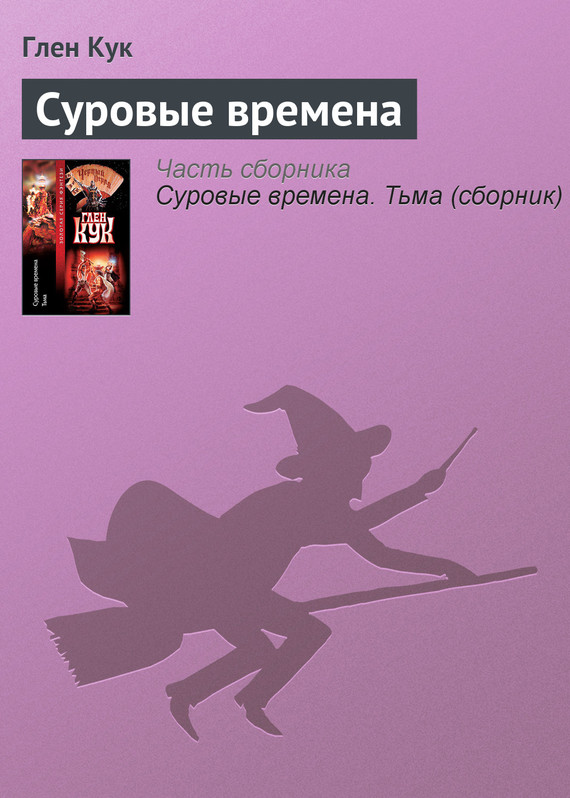 Глен Кук
Суровые времена
Часть сборника
Суровые времена. Тьма (сборник)
ЗОЛОТАЯ СЕРИЯ ФЭНТЕЗИ
Черный Отряд
ГЛЕН
КУК
Суровые времена
Тьма